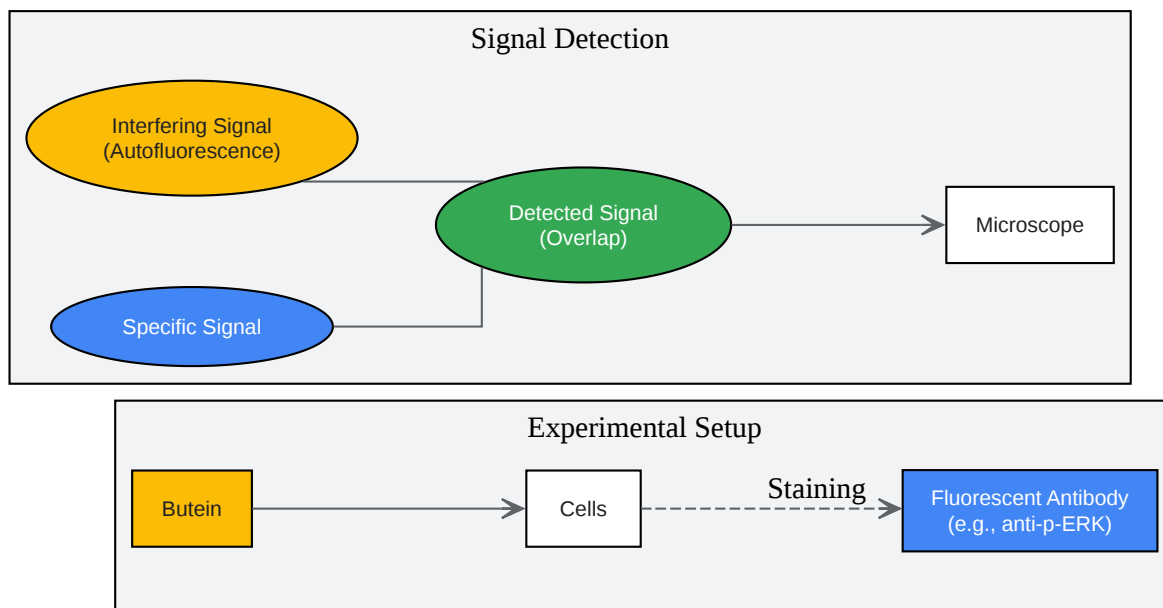 Signal Detection
Interfering Signal
(Autofluorescence)
Detected Signal
(Overlap)
Microscope
Specific Signal
Experimental Setup
Butein
Cells
Staining
Fluorescent Antibody
(e.g., anti-p-ERK)